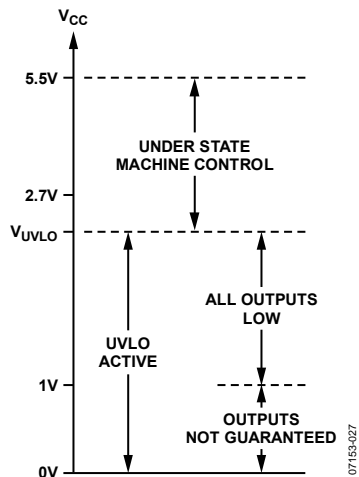 VCC
5.5V
UNDER STATE
MACHINE CONTROL
2.7V
VUVLO
ALL OUTPUTS
LOW
UVLO
ACTIVE
1V
OUTPUTS
NOT GUARANTEED
0V
07153-027